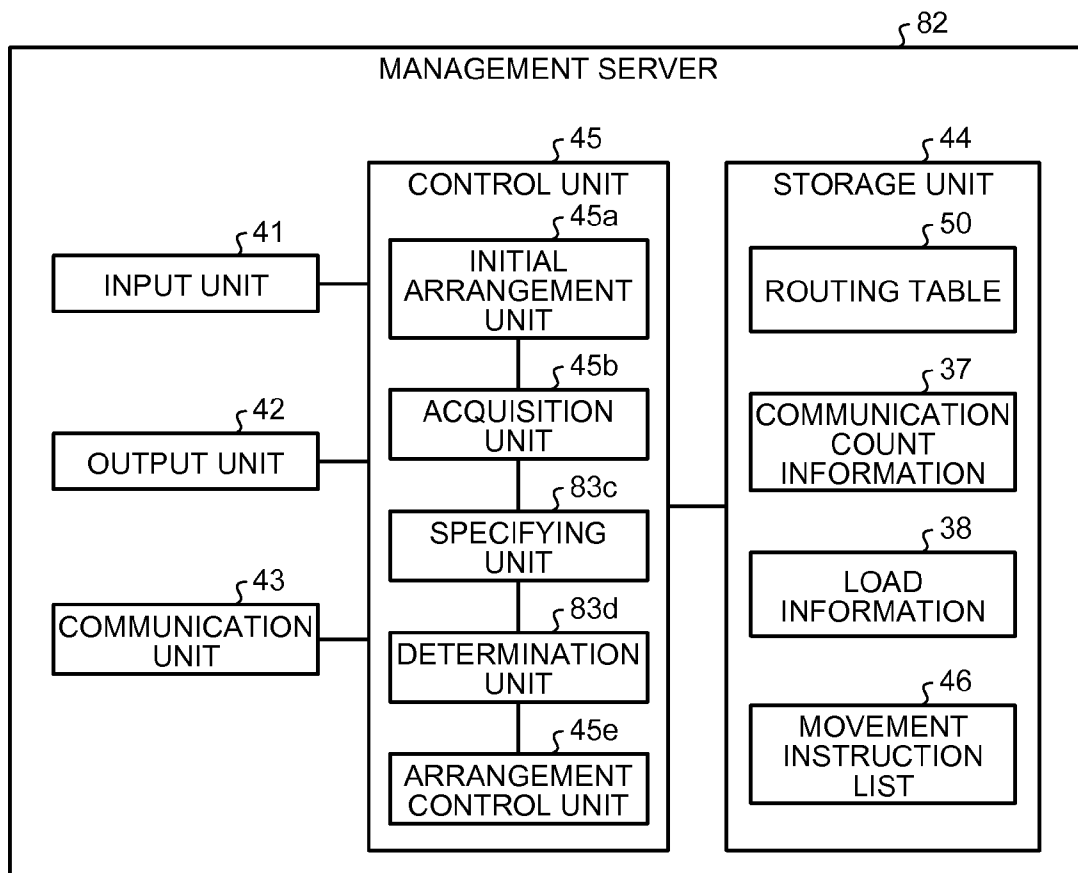 82
MANAGEMENT SERVER
41
INPUT UNIT
42
OUTPUT UNIT
43
COMMUNICATION
UNIT
45
CONTROL UNIT
45a
INITIAL
ARRANGEMENT
UNIT
45b
ACQUISITION
UNIT
83c
SPECIFYING
UNIT
83d
DETERMINATION
UNIT
45e
ARRANGEMENT
CONTROL UNIT
44
STORAGE UNIT
50
ROUTING TABLE
37
COMMUNICATION
COUNT
INFORMATION
38
LOAD
INFORMATION
46
MOVEMENT
INSTRUCTION
LIST